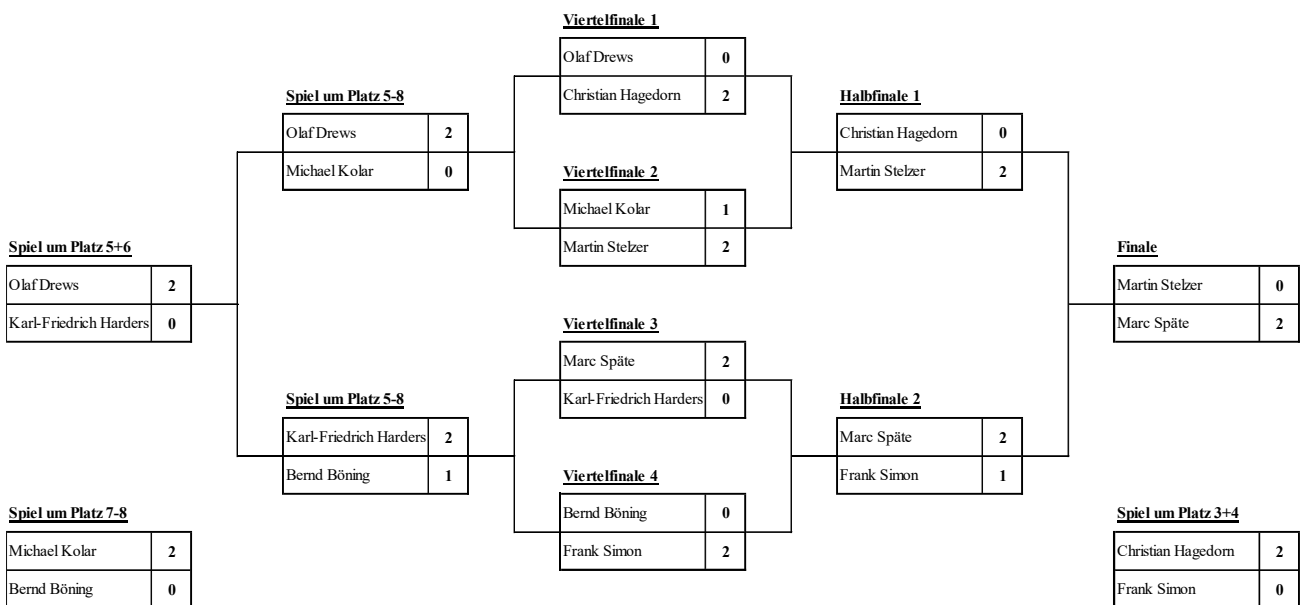 Viertelfinale 1
Olaf Drews 0
Christian Hagedorn 2
Spiel um Platz 5-8
Olaf Drews 2
Michael Kolar 0
Halbfinale 1
Christian Hagedorn 0
Martin Stelzer 2
Viertelfinale 2
Michael Kolar 1
Martin Stelzer 2
Spiel um Platz 5+6
Olaf Drews 2
Karl-Friedrich Harders 0
Finale
Martin Stelzer 0
Marc Späte 2
Viertelfinale 3
Marc Späte 2
Karl-Friedrich Harders 0
Spiel um Platz 5-8
Karl-Friedrich Harders 2
Bernd Böning 1
Halbfinale 2
Marc Späte 2
Frank Simon 1
Viertelfinale 4
Bernd Böning 0
Frank Simon 2
Spiel um Platz 7-8
Michael Kolar 2
Bernd Böning 0
Spiel um Platz 3+4
Christian Hagedorn 2
Frank Simon 0